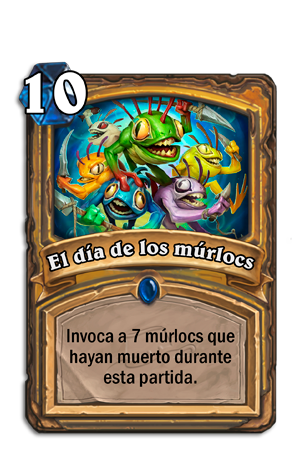 10
El día de los múrlocs
Invoca a 7 múrlocs que
hayan muerto durante
esta partida.